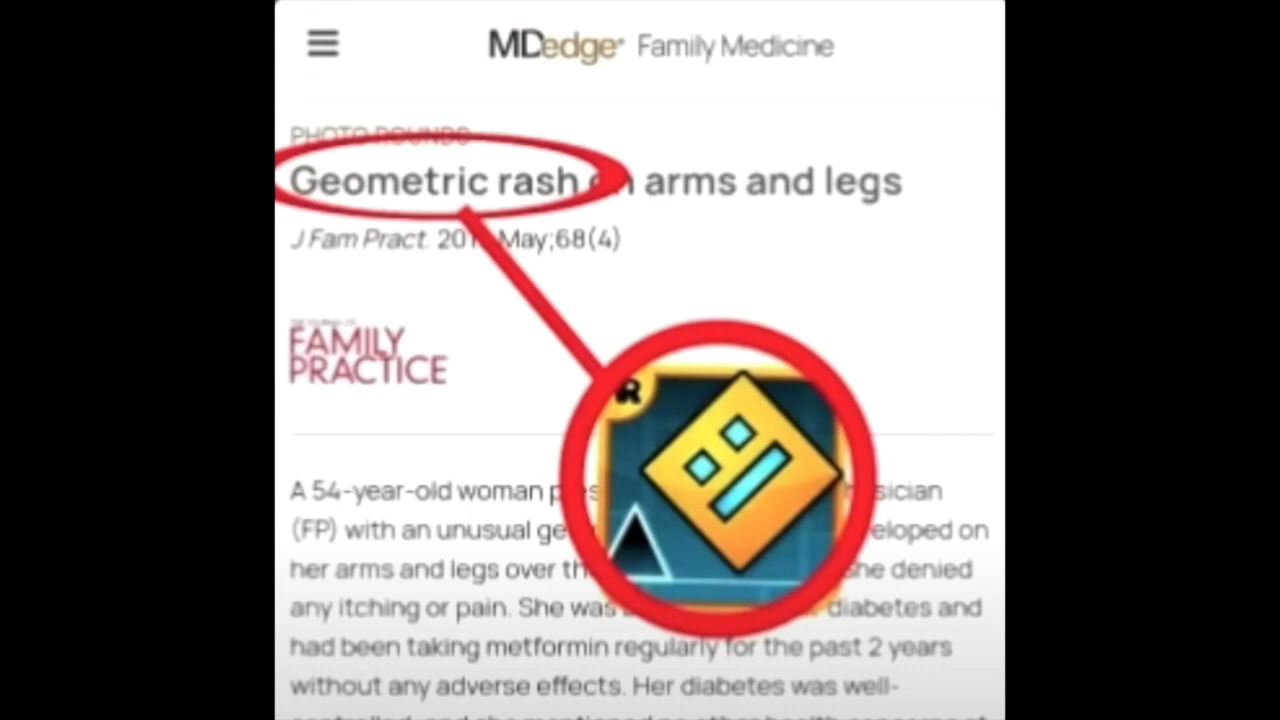 MDedge Family Medicine
PHOTO ROUNDS
Geometric rash on arms and legs
J Fam Pract. 201 May;68(4)
FAMILY
PRACTICE
R
A 54-year-old woman sician
(FP) with an unusual ge eloped on
her arms and legs over th She denied
any itching or pain. She was diabetes and
had been taking metformin regularly for the past 2 years
without any adverse effects. Her diabetes was well-